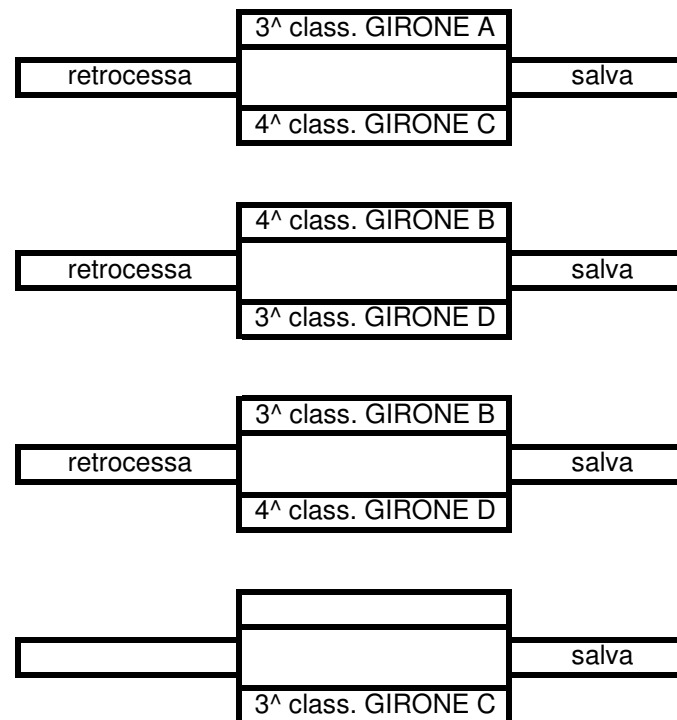 3^ class. GIRONE A
retrocessa
salva
4^ class. GIRONE C
4^ class. GIRONE B
retrocessa
salva
3^ class. GIRONE D
3^ class. GIRONE B
retrocessa
salva
4^ class. GIRONE D
salva
3^ class. GIRONE C